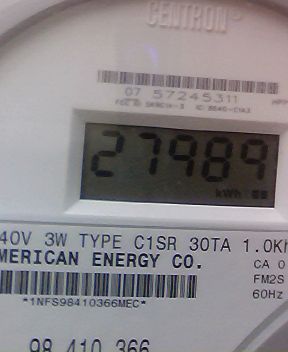 CENTRON®
07 57245311
27989
kWh
40V 3W TYPE C1SR 30TA 1.0Kh
MERICAN ENERGY CO.
CA 0
FM2S
*1NFS98410366MEC*
60Hz
98 410 366